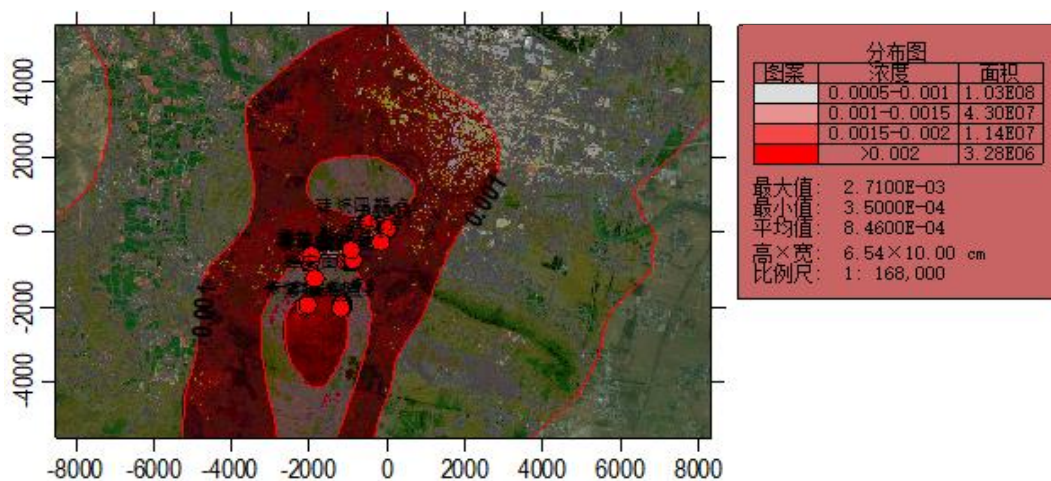 分布图
图案 浓度 面积
0.0005-0.001 1.03E08
0.001-0.0015 4.30E07
0.0015-0.002 1.14E07
>0.002 3.28E06
最大值: 2.7100E-03
最小值: 3.5000E-04
平均值: 8.4600E-04
高×宽: 6.54×10.00 cm
比例尺: 1: 168,000
4000
2000
0
-2000
-4000
0.001
0.001
-8000 -6000 -4000 -2000 0 2000 4000 6000 8000